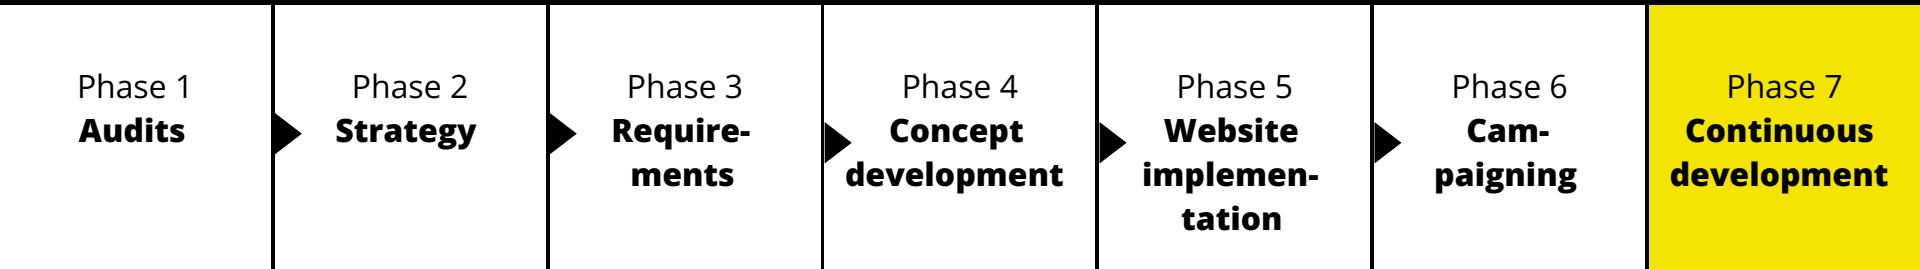 Phase 1
Audits
Phase 2
Strategy
Phase 3
Require-
ments
Phase 4
Concept
development
Phase 5
Website
implemen-
tation
Phase 6
Cam-
paigning
Phase 7
Continuous
development